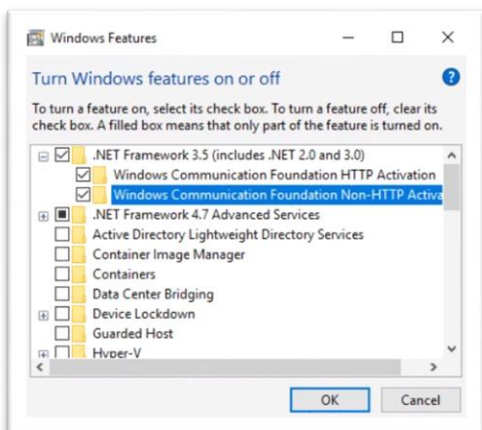 Windows Features
Turn Windows features on or off
To turn a feature on, select its check box. To turn a feature off, clear its
check box. A filled box means that only part of the feature is turned on.
.NET Framework 3.5 (includes .NET 2.0 and 3.0)
Windows Communication Foundation HTTP Activation
Windows Communication Foundation Non-HTTP Activa
.NET Framework 4.7 Advanced Services
Active Directory Lightweight Directory Services
Container Image Manager
Containers
Data Center Bridging
Device Lockdown
Guarded Host
Hyper-V
OK Cancel